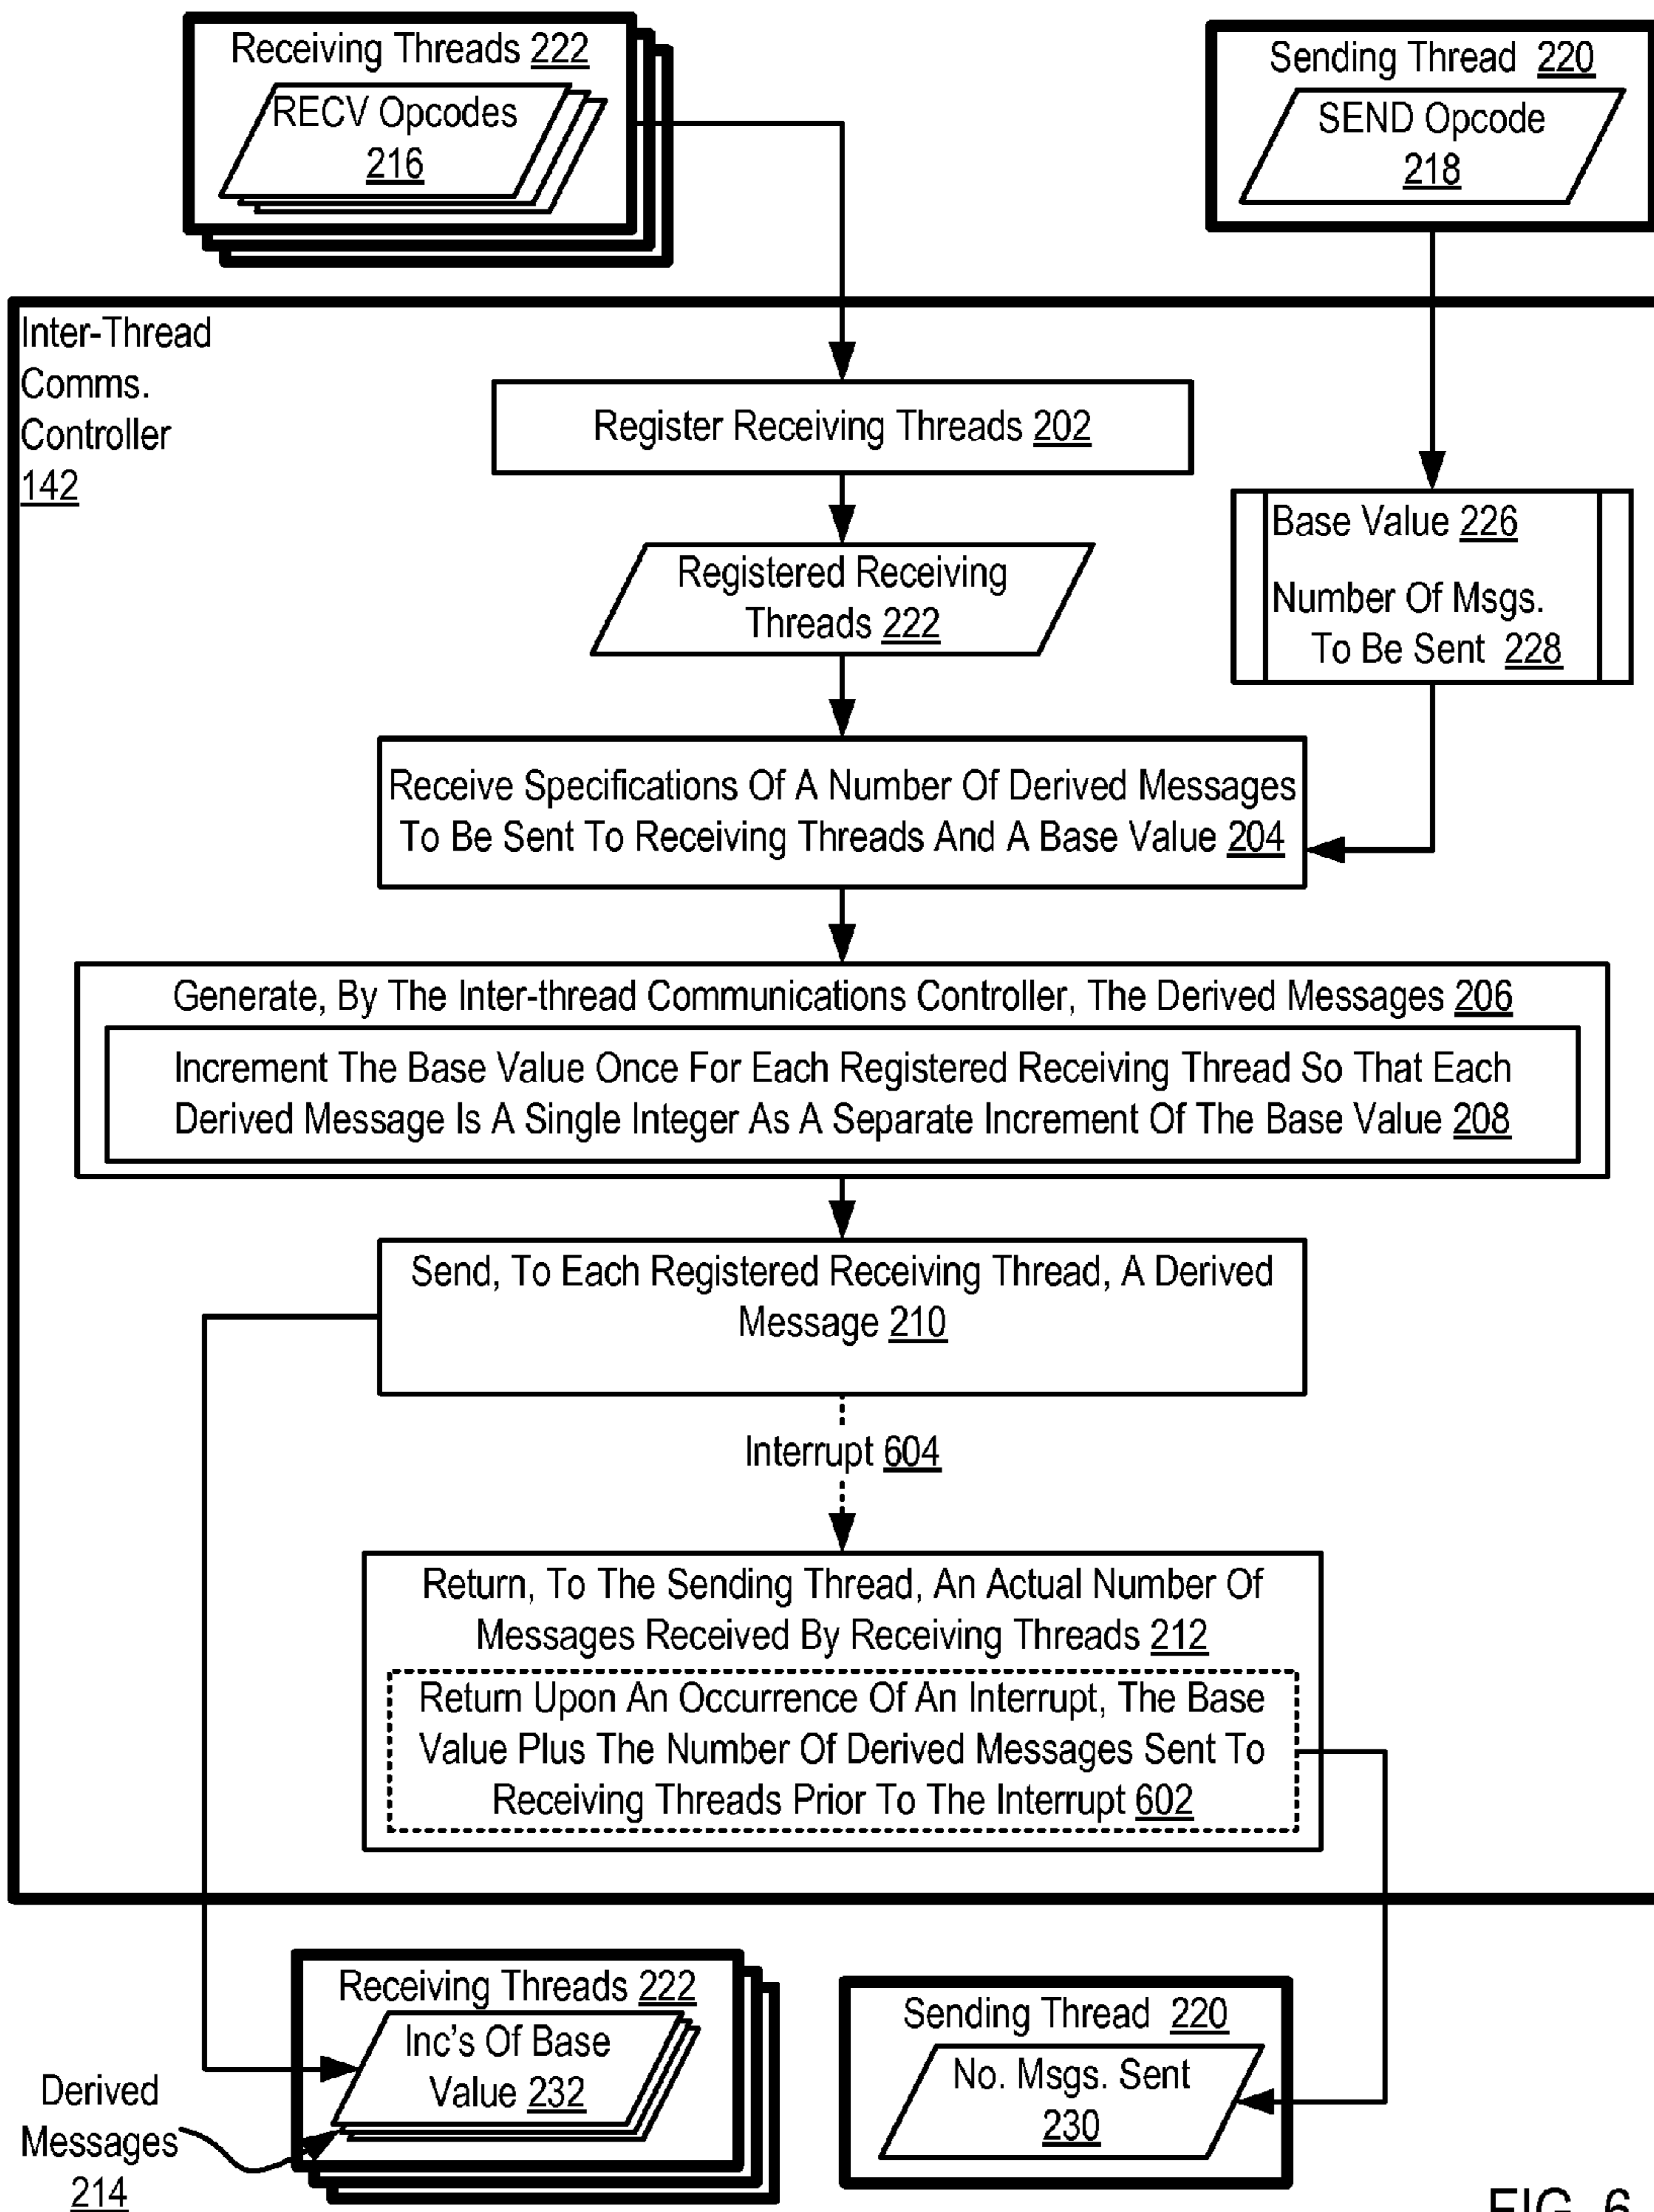 Receiving Threads 222
RECV Opcodes
216
Sending Thread 220
SEND Opcode
218
Inter-Thread
Comms.
Controller
142
Register Receiving Threads 202
Registered Receiving
Threads 222
Base Value 226
Number Of Msgs.
To Be Sent 228
Receive Specifications Of A Number Of Derived Messages
To Be Sent To Receiving Threads And A Base Value 204
Generate, By The Inter-thread Communications Controller, The Derived Messages 206
Increment The Base Value Once For Each Registered Receiving Thread So That Each
Derived Message Is A Single Integer As A Separate Increment Of The Base Value 208
Send, To Each Registered Receiving Thread, A Derived
Message 210
Interrupt 604
Return, To The Sending Thread, An Actual Number Of
Messages Received By Receiving Threads 212
Return Upon An Occurrence Of An Interrupt, The Base
Value Plus The Number Of Derived Messages Sent To
Receiving Threads Prior To The Interrupt 602
Receiving Threads 222
Inc's Of Base
Value 232
Sending Thread 220
No. Msgs. Sent
230
Derived
Messages
214
FIG. 6